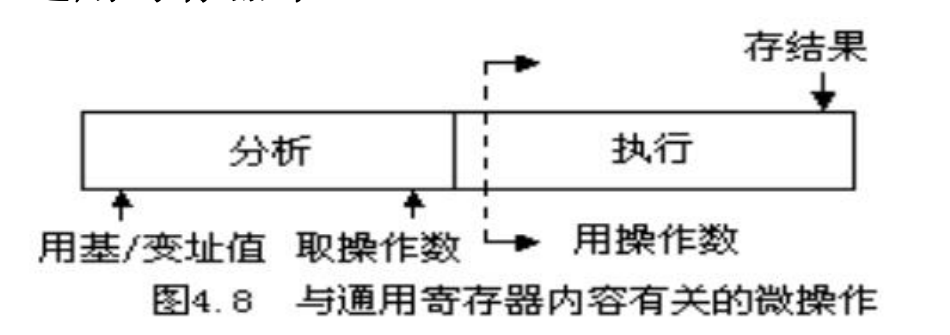 存结果
分析 执行
用基/变址值 取操作数 用操作数
图4.8 与通用寄存器内容有关的微操作